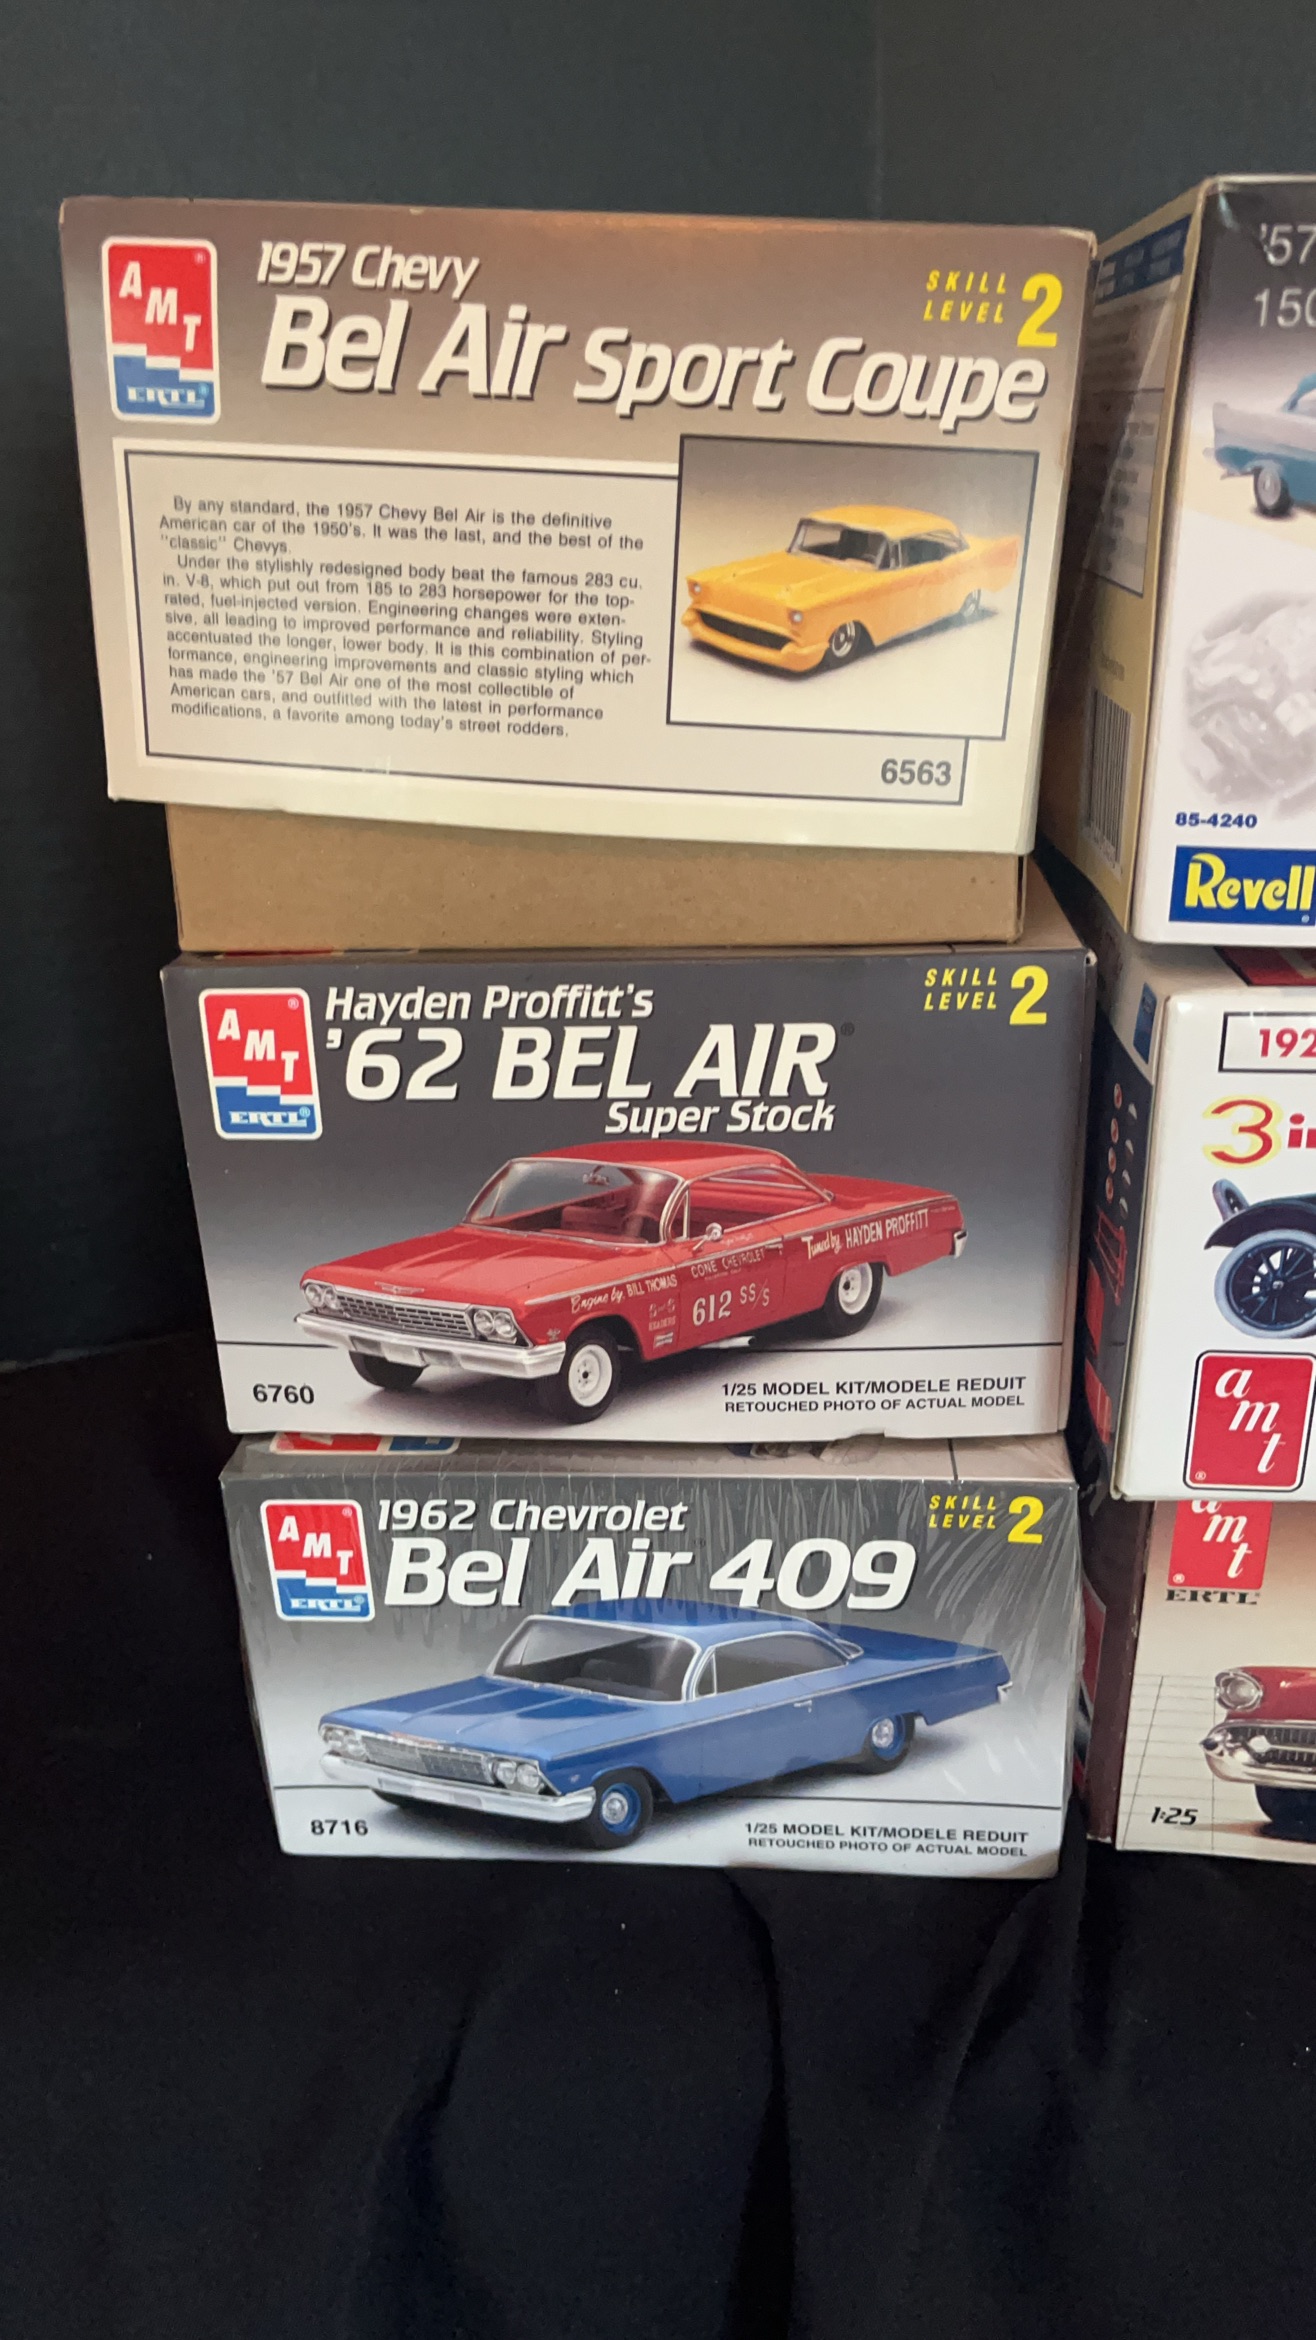 AMT
ERTL
1957 Chevy
Bel Air Sport Coupe
SKILL
LEVEL 2
By any standard, the 1957 Chevy Bel Air is the definitive
American car of the 1950's. It was the last, and the best of the
"classic" Chevys.
Under the stylishly redesigned body beat the famous 283 cu.
in. V-8, which put out from 185 to 283 horsepower for the top-
rated, fuel-injected version. Engineering changes were exten-
sive, all leading to improved performance and reliability. Styling
accentuated the longer, lower body. It is this combination of per-
formance, engineering improvements and classic styling which
has made the '57 Bel Air one of the most collectible of
American cars, and outfitted with the latest in performance
modifications, a favorite among today's street rodders.
6563
AMT
ERTL®
Hayden Proffitt's
'62 BEL AIR
Super Stock
SKILL
LEVEL 2
Engine by, BILL THOMAS
CONE CHEVROLET
Tuned by HAYDEN PROFFITT
612 SS/S
6760
1/25 MODEL KIT/MODELE REDUIT
RETOUCHED PHOTO OF ACTUAL MODEL
AMT
ERTL
1962 Chevrolet
Bel Air 409
SKILL
LEVEL 2
8716
1/25 MODEL KIT/MODELE REDUIT
RETOUCHED PHOTO OF ACTUAL MODEL
'57
150
85-4240
Revell
192
3 in
amt
amt
ERTL
1:25